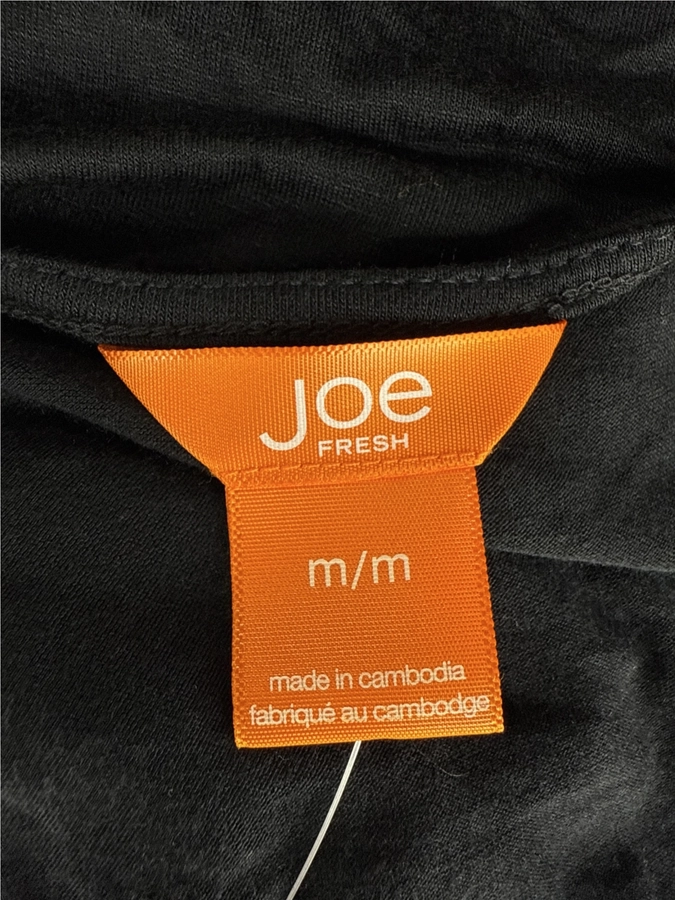 Joe
FRESH
m/m
made in cambodia
fabriqué au cambodge